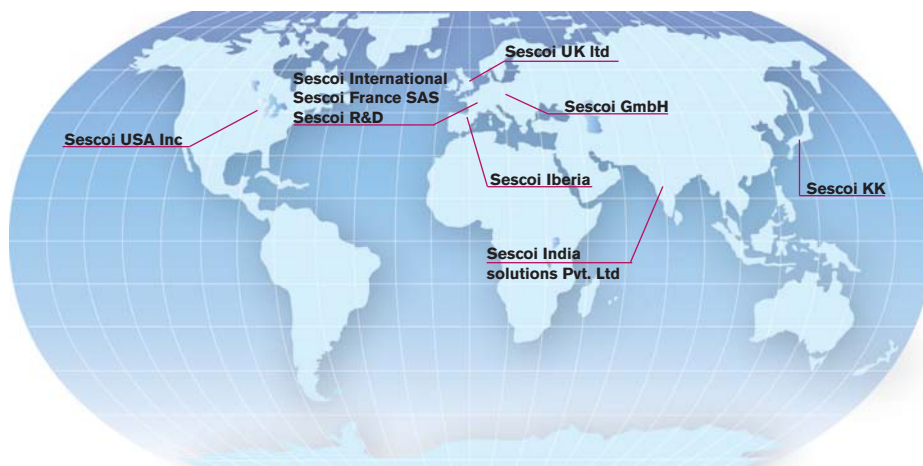 Sescoi UK ltd
Sescoi International
Sescoi France SAS
Sescoi R&D
Sescoi GmbH
Sescoi USA Inc
Sescoi Iberia
Sescoi KK
Sescoi India
solutions Pvt. Ltd